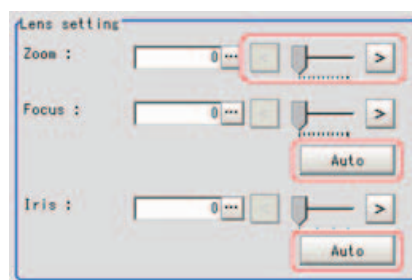 Lens setting
Zoom : 0 ... < >
Focus : 0 ... < >
Auto
Iris : 0 ... < >
Auto